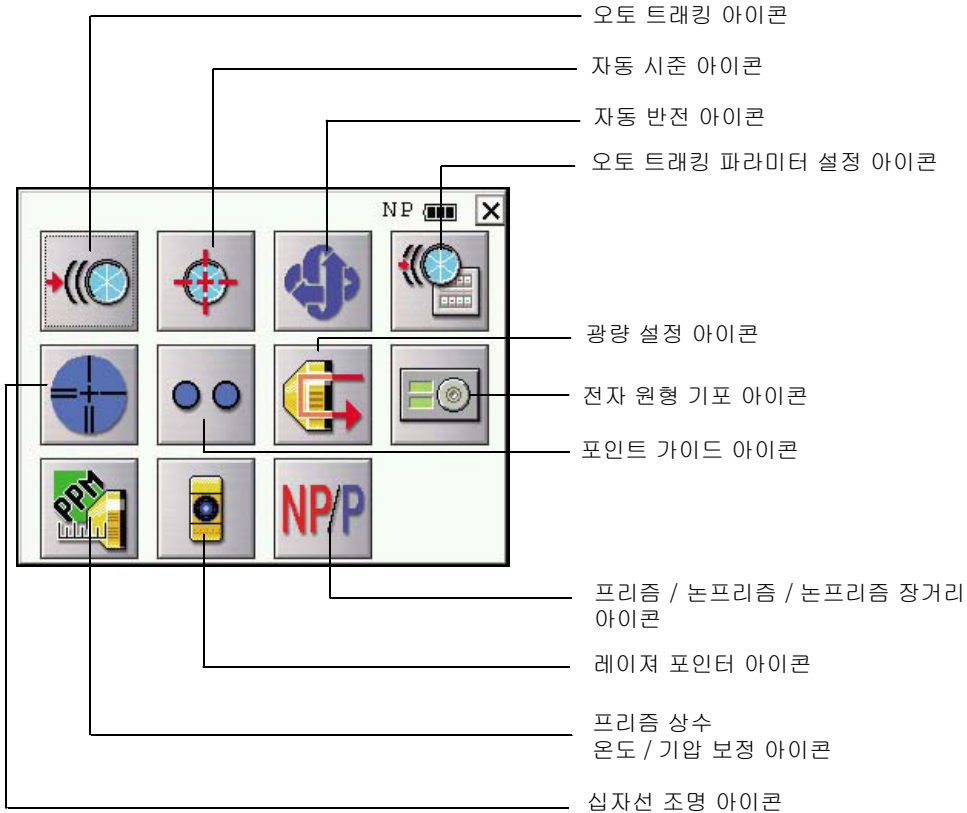 오토 트래킹 아이콘
자동 시준 아이콘
자동 반전 아이콘
오토 트래킹 파라미터 설정 아이콘
NP
광량 설정 아이콘
전자 원형 기포 아이콘
포인트 가이드 아이콘
PPM
NP/P
프리즘 / 논프리즘 / 논프리즘 장거리
아이콘
레이져 포인터 아이콘
프리즘 상수
온도 / 기압 보정 아이콘
십자선 조명 아이콘